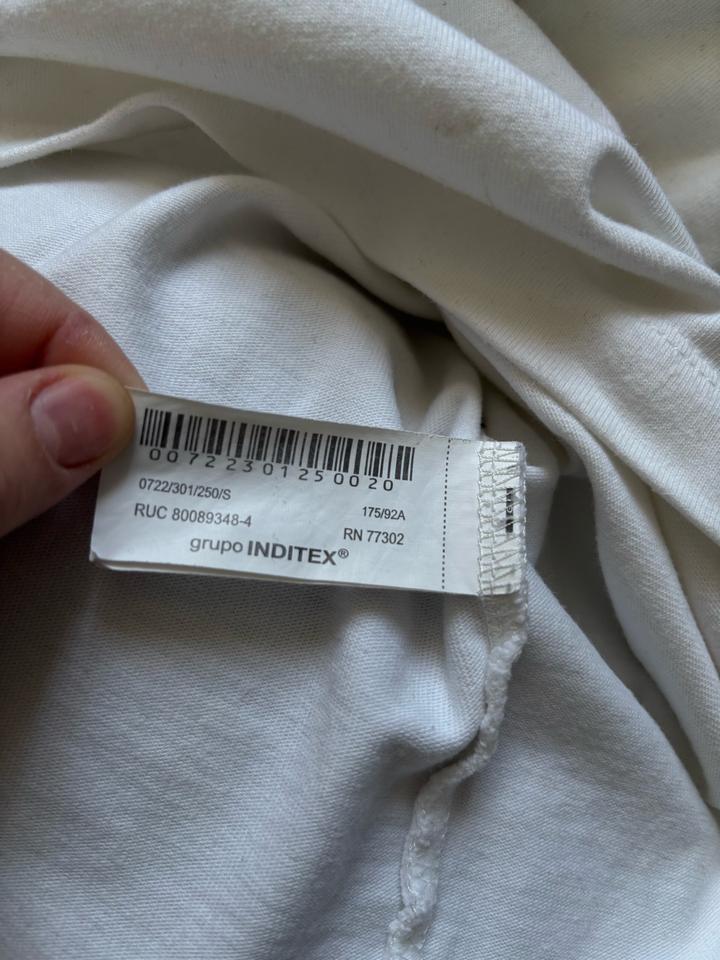 00722301250020
0722/301/250/S
175/92A
RUC 80089348-4
RN 77302
grupo INDITEX®